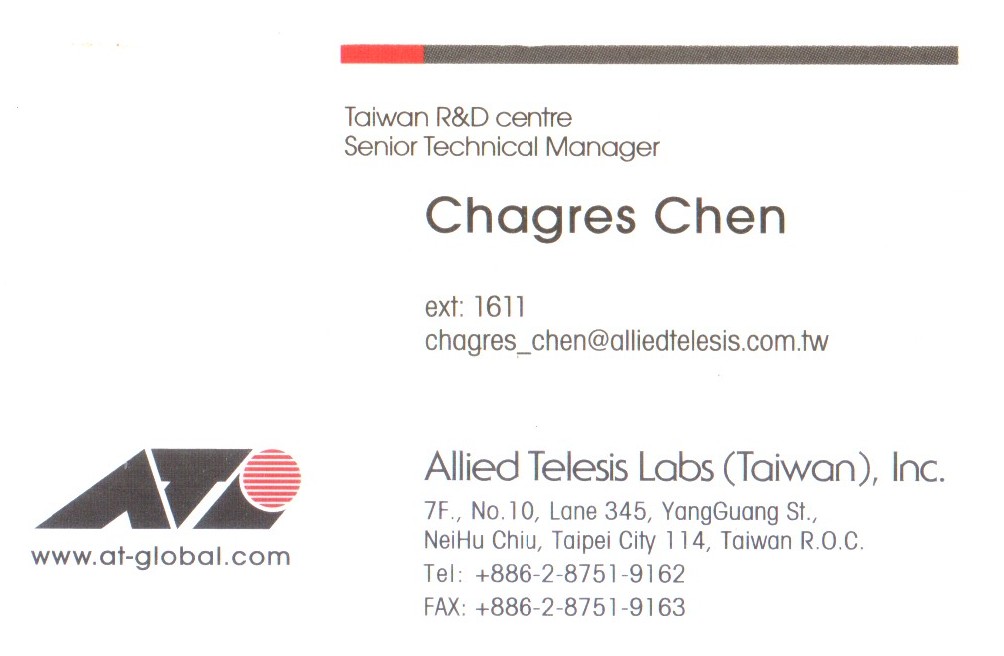 Taiwan R&D centre
Senior Technical Manager
Chagres Chen
ext: 1611
chagres_chen@alliedtelesis.com.tw
www.at-global.com
Allied Telesis Labs (Taiwan), Inc.
7F., No.10, Lane 345, YangGuang St.,
NeiHu Chiu, Taipei City 114, Taiwan R.O.C.
Tel: +886-2-8751-9162
FAX: +886-2-8751-9163